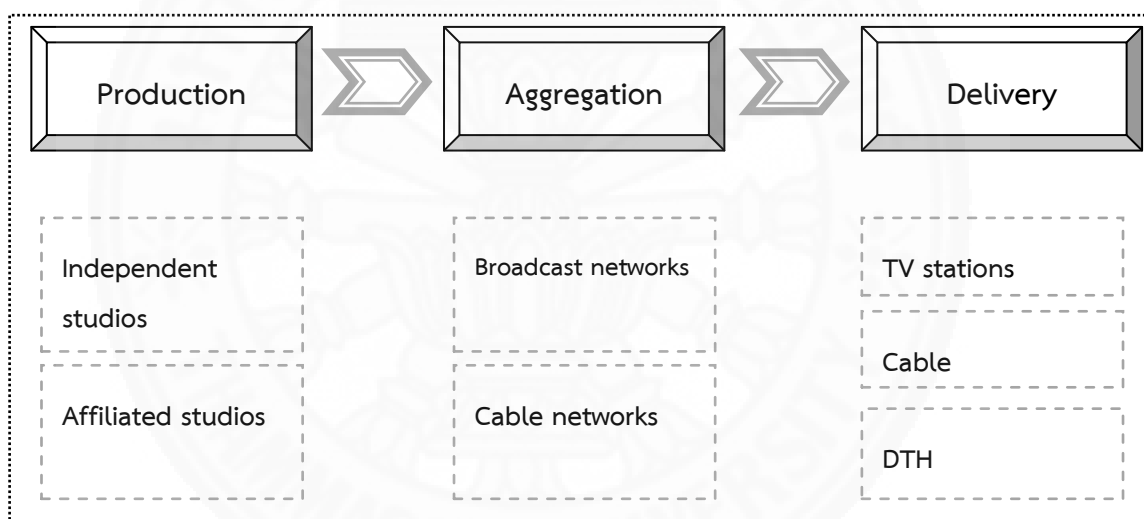 Production
Aggregation
Delivery
Independent
studios
Affiliated studios
Broadcast networks
Cable networks
TV stations
Cable
DTH